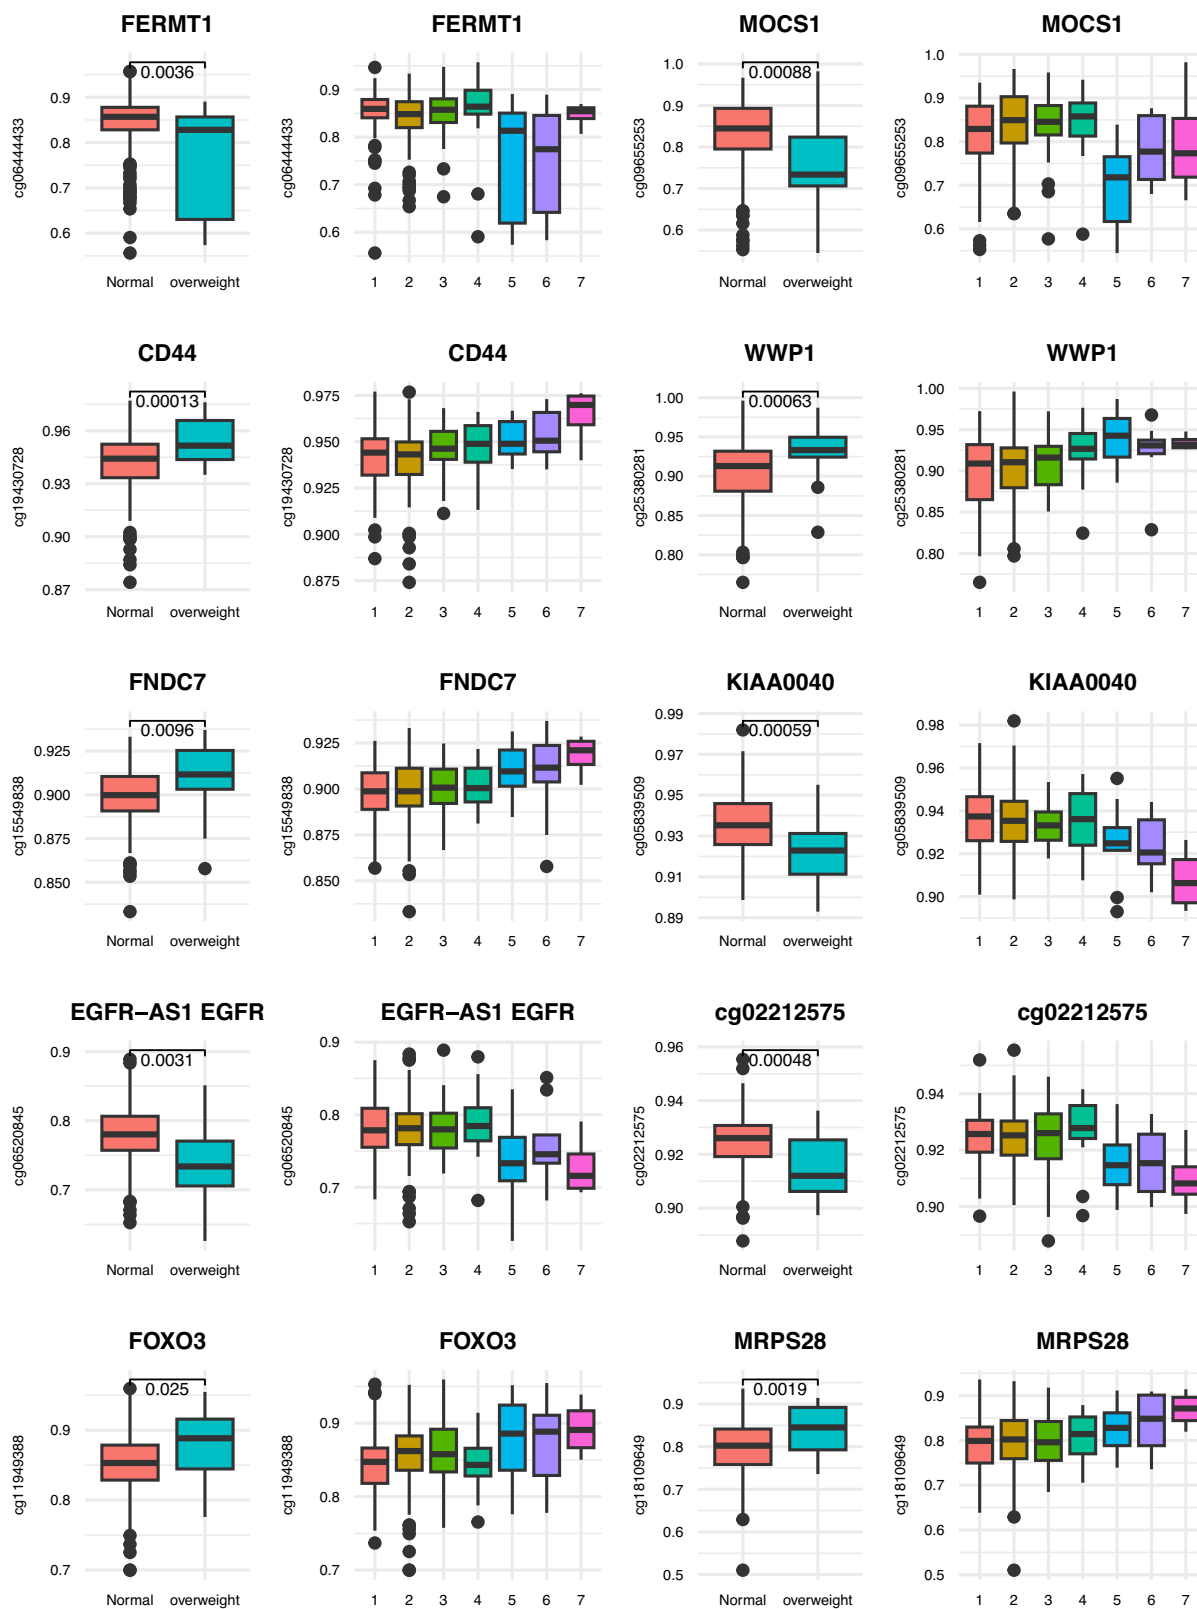 FERMT1 FERMT1 MOCS1 MOCS1
cg06444433
0.9
0.8
0.7
0.6
0.0036
Normal overweight
cg06444433
0.9
0.8
0.7
0.6
1 2 3 4 5 6 7
cg09655253
1.0
0.9
0.8
0.7
0.6
0.00088
Normal overweight
cg09655253
1.0
0.9
0.8
0.7
0.6
1 2 3 4 5 6 7
CD44 CD44 WWP1 WWP1
cg19430728
0.96
0.93
0.90
0.87
0.00013
Normal overweight
cg19430728
0.975
0.950
0.925
0.900
0.875
1 2 3 4 5 6 7
cg25380281
1.00
0.95
0.90
0.85
0.80
0.00063
Normal overweight
cg25380281
1.00
0.95
0.90
0.85
0.80
1 2 3 4 5 6 7
FNDC7 FNDC7 KIAA0040 KIAA0040
cg15549838
0.925
0.900
0.875
0.850
0.0096
Normal overweight
cg15549838
0.925
0.900
0.875
0.850
1 2 3 4 5 6 7
cg05839509
0.99
0.97
0.95
0.93
0.91
0.89
0.00059
Normal overweight
cg05839509
0.98
0.96
0.94
0.92
0.90
1 2 3 4 5 6 7
EGFR−AS1 EGFR EGFR−AS1 EGFR cg02212575 cg02212575
cg06520845
0.9
0.8
0.7
0.0031
Normal overweight
cg06520845
0.9
0.8
0.7
1 2 3 4 5 6 7
cg02212575
0.96
0.94
0.92
0.90
0.00048
Normal overweight
cg02212575
0.94
0.92
0.90
1 2 3 4 5 6 7
FOXO3 FOXO3 MRPS28 MRPS28
cg11949388
0.9
0.8
0.7
0.025
Normal overweight
cg11949388
0.9
0.8
0.7
1 2 3 4 5 6 7
cg18109649
0.9
0.8
0.7
0.6
0.5
0.0019
Normal overweight
cg18109649
0.9
0.8
0.7
0.6
0.5
1 2 3 4 5 6 7